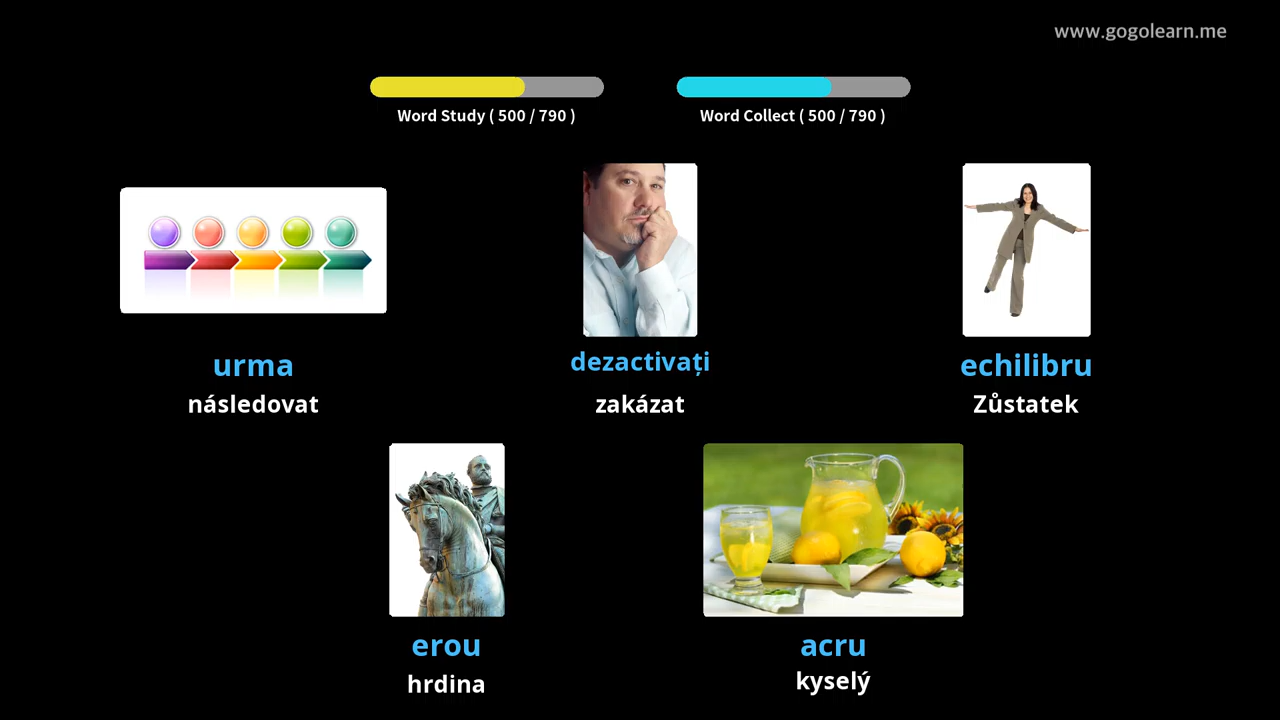 www.gogolearn.me
Word Study ( 500 / 790 )
Word Collect ( 500 / 790 )
urma
následovat
dezactivați
zakázat
echilibru
Zůstatek
erou
hrdina
acru
kyselý